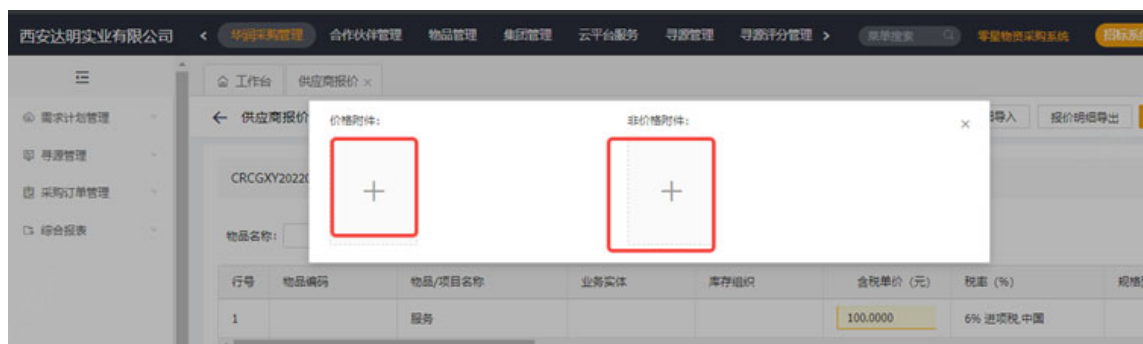 西安达明实业有限公司 < 华润采购管理 合作伙伴管理 物品管理 集团管理 云平台服务 寻源管理 寻源评分管理 > 菜单搜索 零星物资采购系统 招标系
工作台 供应商报价 ×
需求计划管理
寻源管理
采购订单管理
综合报表
← 供应商报价
价格附件: 非价格附件: ×
导入 报价明细导出
CRCGXY2022
物品名称:
行号 物品编码 物品/项目名称 业务实体 库存组织 含税单价 (元) 税率 (%) 规格
1 服务 100.0000 6% 进项税,中国